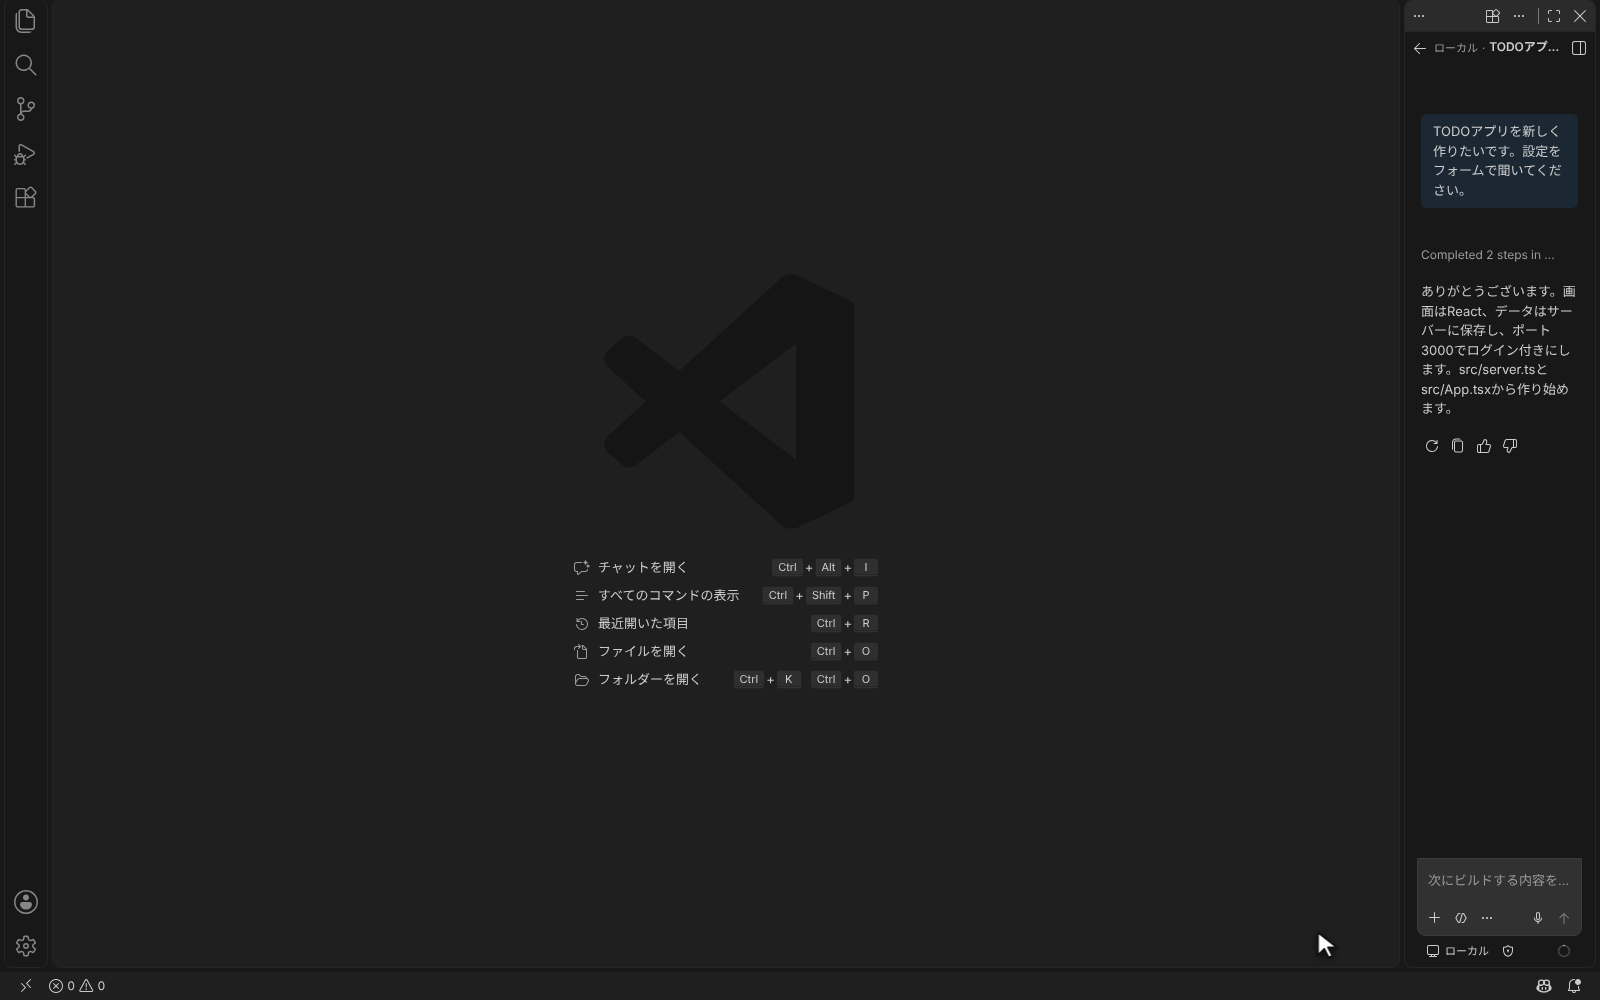 ローカル · TODOアプ...
TODOアプリを新しく
作りたいです。設定を
フォームで聞いてくだ
さい。
Completed 2 steps in ...
ありがとうございます。画
面はReact、データはサー
バーに保存し、ポート
3000でログイン付きにし
ます。src/server.tsと
src/App.tsxから作り始め
ます。
チャットを開く Ctrl + Alt + I
すべてのコマンドの表示 Ctrl + Shift + P
最近開いた項目 Ctrl + R
ファイルを開く Ctrl + O
フォルダーを開く Ctrl + K Ctrl + O
次にビルドする内容を...
ローカル
0 0